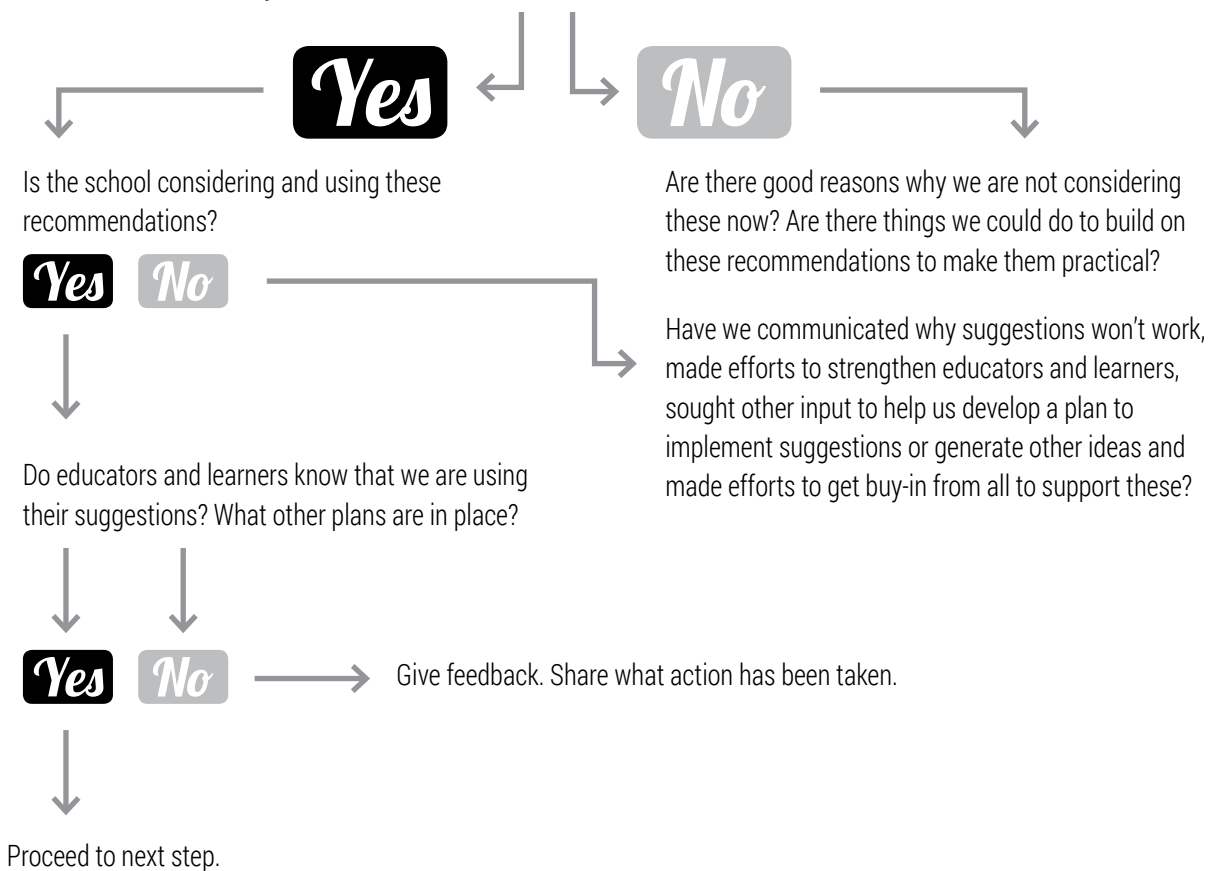 Yes
No
Is the school considering and using these
recommendations?
Yes No
Are there good reasons why we are not considering
these now? Are there things we could do to build on
these recommendations to make them practical?
Have we communicated why suggestions won't work,
made efforts to strengthen educators and learners,
sought other input to help us develop a plan to
implement suggestions or generate other ideas and
made efforts to get buy-in from all to support these?
Do educators and learners know that we are using
their suggestions? What other plans are in place?
Yes No
Give feedback. Share what action has been taken.
Proceed to next step.